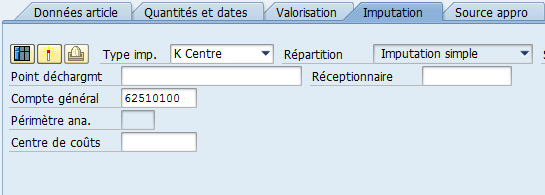 Données article Quantités et dates Valorisation Imputation Source appro
Type imp. K Centre Répartition Imputation simple
Point déchargmt Réceptionnaire
Compte général 62510100
Périmètre ana.
Centre de coûts